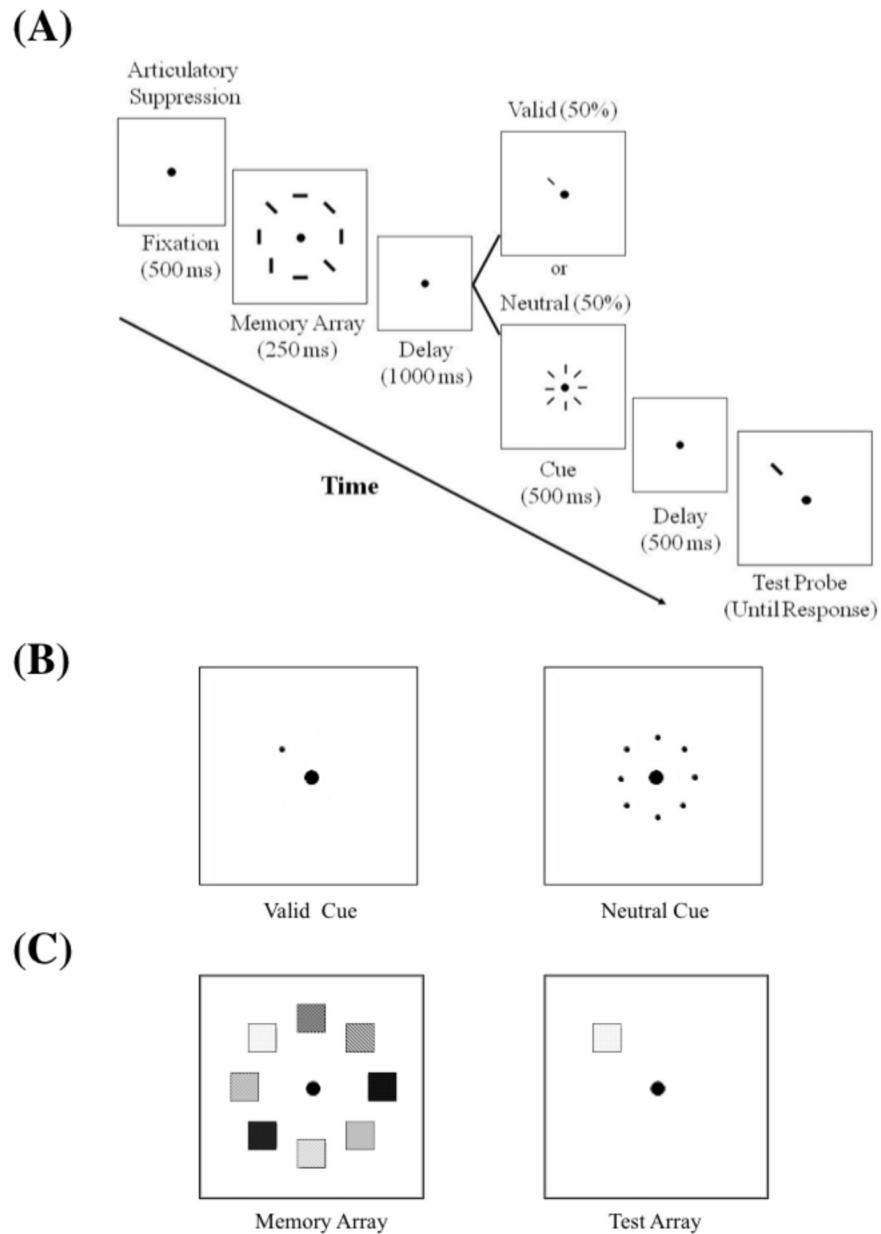 (A)
Articulatory
Suppression
Fixation
(500 ms)
Memory Array
(250 ms)
Delay
(1000 ms)
Valid (50%)
or
Neutral (50%)
Cue
(500 ms)
Delay
(500 ms)
Test Probe
(Until Response)
Time
(B)
Valid Cue
Neutral Cue
(C)
Memory Array
Test Array